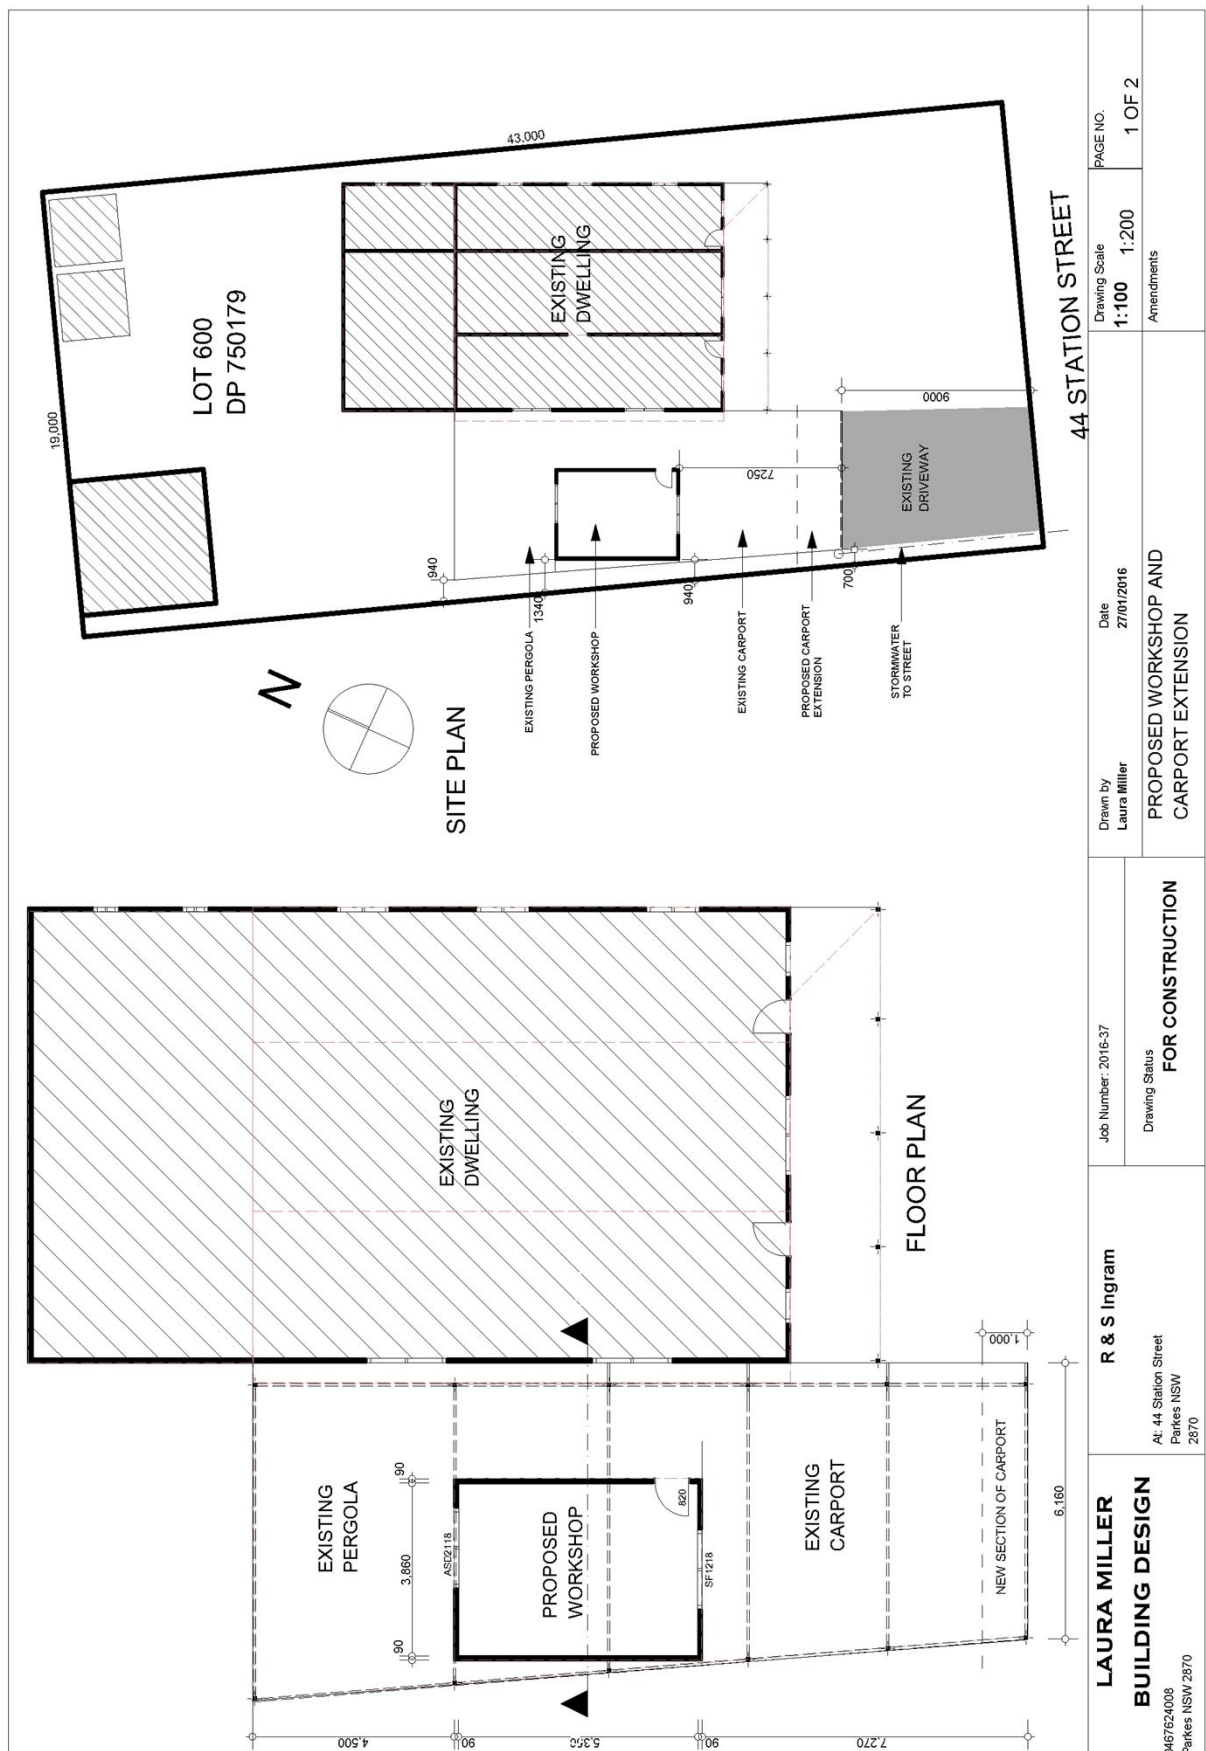 43,000
19,000
LOT 600
DP 750179
EXISTING
DWELLING
44 STATION STREET
9000
EXISTING
DRIVEWAY
7250
940
1340
940
700
EXISTING PERGOLA
PROPOSED WORKSHOP
EXISTING CARPORT
PROPOSED CARPORT
EXTENSION
STORMWATER
TO STREET
N
SITE PLAN
EXISTING
DWELLING
FLOOR PLAN
EXISTING
PERGOLA
90
3,860
90
ASD2118
PROPOSED
WORKSHOP
820
SF1218
EXISTING
CARPORT
NEW SECTION OF CARPORT
1,000
6,160
4,500
90
90
7,270
LAURA MILLER
BUILDING DESIGN
0467624008
Parkes NSW 2870
R & S Ingram
At: 44 Station Street
Parkes NSW
2870
Job Number: 2016-37
Drawing Status
FOR CONSTRUCTION
Drawn by
Laura Miller
Date
27/01/2016
PROPOSED WORKSHOP AND
CARPORT EXTENSION
Drawing Scale
1:100 1:200
Amendments
PAGE NO.
1 OF 2